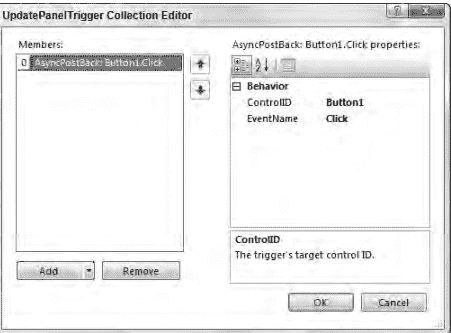 UpdatePanelTrigger Collection Editor
Members:
0 AsyncPostBack: Button1.Click
AsyncPostBack: Button1.Click properties:
Behavior
ControlID Button1
EventName Click
ControlID
The trigger's target control ID.
Add Remove
OK Cancel